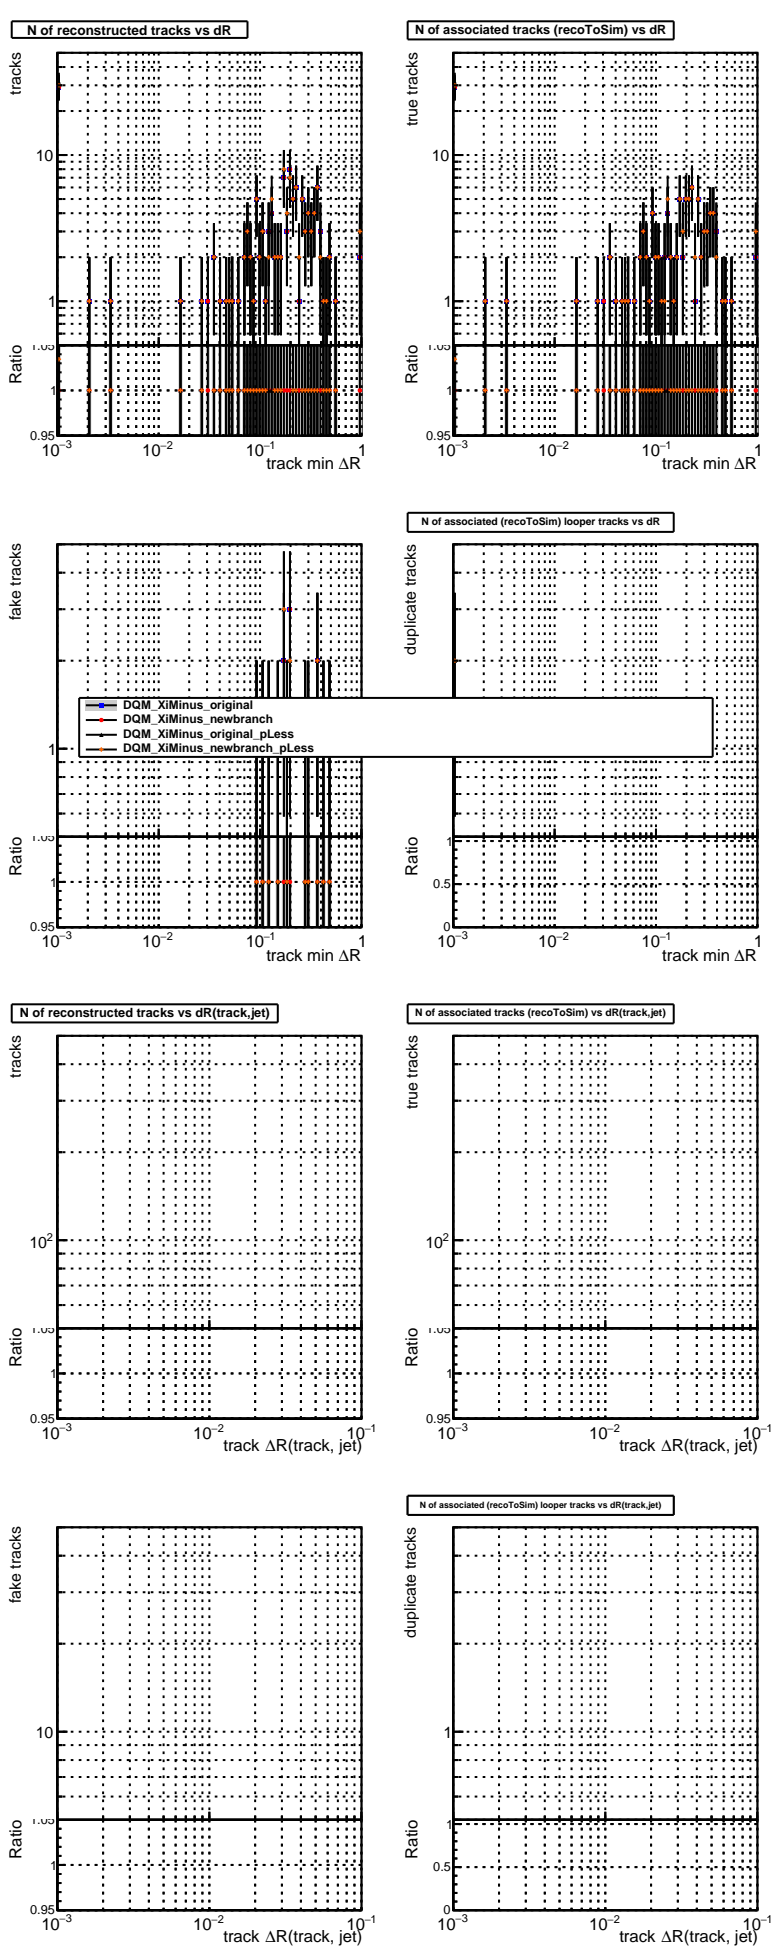 N of reconstructed tracks vs dR
N of associated tracks (recoToSim) vs dR
tracks
10
1
Ratio
1.05
1
0.95
10⁻³
10⁻²
10⁻¹
1
track min ΔR
true tracks
10
1
Ratio
1.05
1
0.95
10⁻³
10⁻²
10⁻¹
1
track min ΔR
N of associated (recoToSim) looper tracks vs dR
fake tracks
1
Ratio
1.05
1
0.95
10⁻³
10⁻²
10⁻¹
1
track min ΔR
duplicate tracks
1
Ratio
1
0.5
0
10⁻³
10⁻²
10⁻¹
1
track min ΔR
DQM_XiMinus_original
DQM_XiMinus_newbranch
DQM_XiMinus_original_pLess
DQM_XiMinus_newbranch_pLess
N of reconstructed tracks vs dR(track,jet)
N of associated tracks (recoToSim) vs dR(track,jet)
tracks
10²
Ratio
1.05
1
0.95
10⁻³
10⁻²
10⁻¹
track ΔR(track, jet)
true tracks
10²
Ratio
1.05
1
0.95
10⁻³
10⁻²
10⁻¹
track ΔR(track, jet)
N of associated (recoToSim) looper tracks vs dR(track,jet)
fake tracks
10
Ratio
1.05
1
0.95
10⁻³
10⁻²
10⁻¹
track ΔR(track, jet)
duplicate tracks
1
Ratio
1
0.5
0
10⁻³
10⁻²
10⁻¹
track ΔR(track, jet)